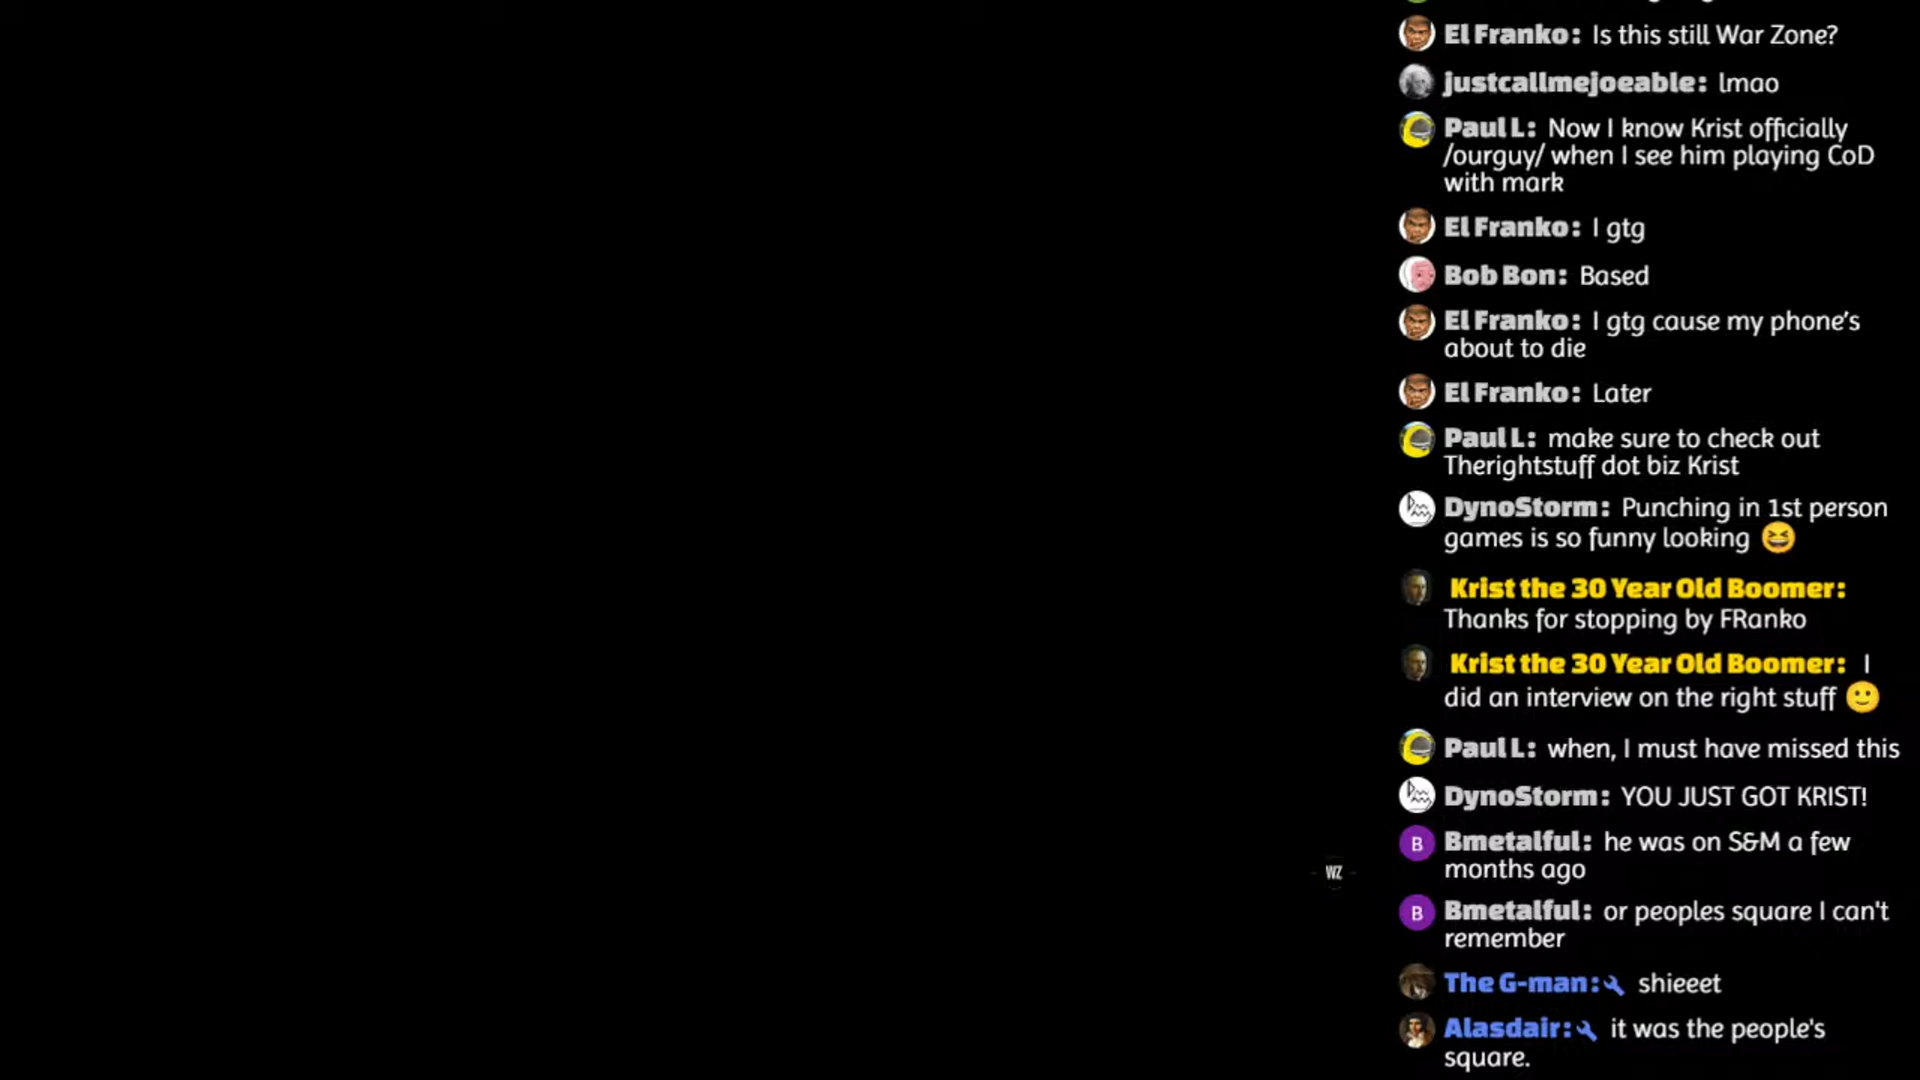 El Franko: Is this still War Zone?
justcallmejoeable: lmao
Paul L: Now I know Krist officially
/ourguy/ when I see him playing CoD
with mark
El Franko: I gtg
Bob Bon: Based
El Franko: I gtg cause my phone's
about to die
El Franko: Later
Paul L: make sure to check out
Therightstuff dot biz Krist
DynoStorm: Punching in 1st person
games is so funny looking 😆
Krist the 30 Year Old Boomer:
Thanks for stopping by FRanko
Krist the 30 Year Old Boomer: I
did an interview on the right stuff 🙂
Paul L: when, I must have missed this
DynoStorm: YOU JUST GOT KRIST!
B Bmetalful: he was on S&M a few
months ago
WZ
B Bmetalful: or peoples square I can't
remember
The G-man: shieeet
Alasdair: it was the people's
square.